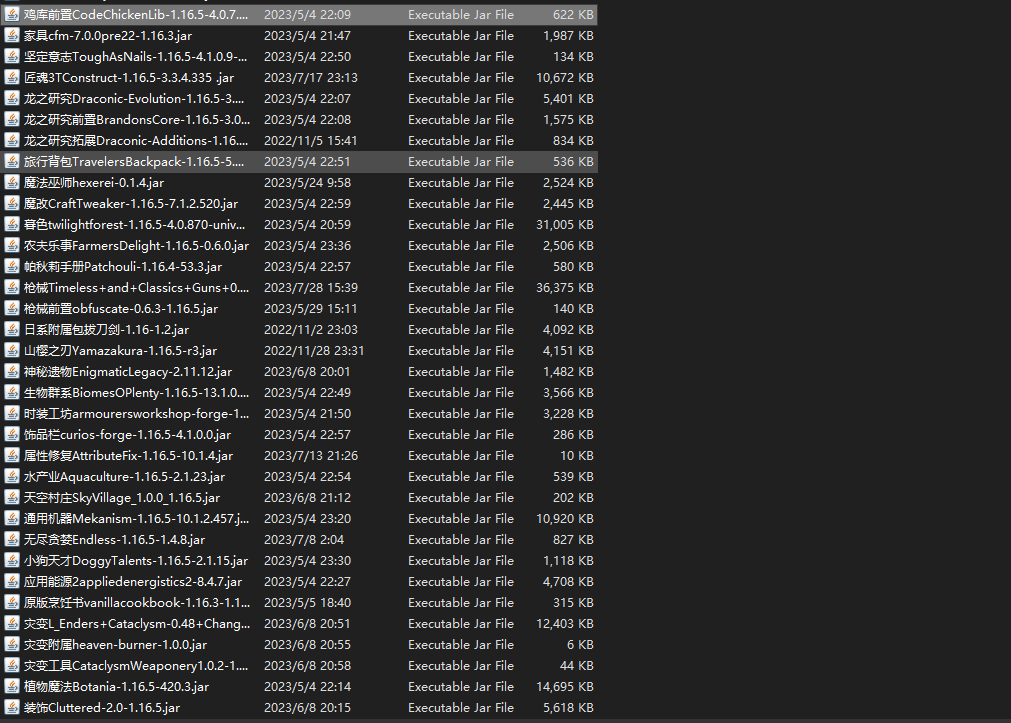 鸡库前置CodeChickenLib-1.16.5-4.0.7.... 2023/5/4 22:09 Executable Jar File 622 KB
家具cfm-7.0.0pre22-1.16.3.jar 2023/5/4 21:47 Executable Jar File 1,987 KB
坚定意志ToughAsNails-1.16.5-4.1.0.9-... 2023/5/4 22:50 Executable Jar File 134 KB
匠魂3TConstruct-1.16.5-3.3.4.335 .jar 2023/7/17 23:13 Executable Jar File 10,672 KB
龙之研究Draconic-Evolution-1.16.5-3.... 2023/5/4 22:07 Executable Jar File 5,401 KB
龙之研究前置BrandonsCore-1.16.5-3.0... 2023/5/4 22:08 Executable Jar File 1,575 KB
龙之研究拓展Draconic-Additions-1.16.... 2022/11/5 15:41 Executable Jar File 834 KB
旅行背包TravelersBackpack-1.16.5-5.... 2023/5/4 22:51 Executable Jar File 536 KB
魔法巫师hexerei-0.1.4.jar 2023/5/24 9:58 Executable Jar File 2,524 KB
魔改CraftTweaker-1.16.5-7.1.2.520.jar 2023/5/4 22:59 Executable Jar File 2,445 KB
暮色twilightforest-1.16.5-4.0.870-univ... 2023/5/4 20:59 Executable Jar File 31,005 KB
农夫乐事FarmersDelight-1.16.5-0.6.0.jar 2023/5/4 23:36 Executable Jar File 2,506 KB
帕秋莉手册Patchouli-1.16.4-53.3.jar 2023/5/4 22:57 Executable Jar File 580 KB
枪械Timeless+and+Classics+Guns+0.... 2023/7/28 15:39 Executable Jar File 36,375 KB
枪械前置obfuscate-0.6.3-1.16.5.jar 2023/5/29 15:11 Executable Jar File 140 KB
日系附属包拔刀剑-1.16-1.2.jar 2022/11/2 23:03 Executable Jar File 4,092 KB
山樱之刃Yamazakura-1.16.5-r3.jar 2022/11/28 23:31 Executable Jar File 4,151 KB
神秘遗物EnigmaticLegacy-2.11.12.jar 2023/6/8 20:01 Executable Jar File 1,482 KB
生物群系BiomesOPlenty-1.16.5-13.1.0.... 2023/5/4 22:49 Executable Jar File 3,566 KB
时装工坊armourersworkshop-forge-1... 2023/5/4 21:50 Executable Jar File 3,228 KB
饰品栏curios-forge-1.16.5-4.1.0.0.jar 2023/5/4 22:57 Executable Jar File 286 KB
属性修复AttributeFix-1.16.5-10.1.4.jar 2023/7/13 21:26 Executable Jar File 10 KB
水产业Aquaculture-1.16.5-2.1.23.jar 2023/5/4 22:54 Executable Jar File 539 KB
天空村庄SkyVillage_1.0.0_1.16.5.jar 2023/6/8 21:12 Executable Jar File 202 KB
通用机器Mekanism-1.16.5-10.1.2.457.j... 2023/5/4 23:20 Executable Jar File 10,920 KB
无尽贪婪Endless-1.16.5-1.4.8.jar 2023/7/8 2:04 Executable Jar File 827 KB
小狗天才DoggyTalents-1.16.5-2.1.15.jar 2023/5/4 23:30 Executable Jar File 1,118 KB
应用能源2appliedenergistics2-8.4.7.jar 2023/5/4 22:27 Executable Jar File 4,708 KB
原版烹饪书vanillacookbook-1.16.3-1.1... 2023/5/5 18:40 Executable Jar File 315 KB
灾变L_Enders+Cataclysm-0.48+Chang... 2023/6/8 20:51 Executable Jar File 12,403 KB
灾变附属heaven-burner-1.0.0.jar 2023/6/8 20:55 Executable Jar File 6 KB
灾变工具CataclysmWeaponery1.0.2-1.... 2023/6/8 20:58 Executable Jar File 44 KB
植物魔法Botania-1.16.5-420.3.jar 2023/5/4 22:14 Executable Jar File 14,695 KB
装饰Cluttered-2.0-1.16.5.jar 2023/6/8 20:15 Executable Jar File 5,618 KB